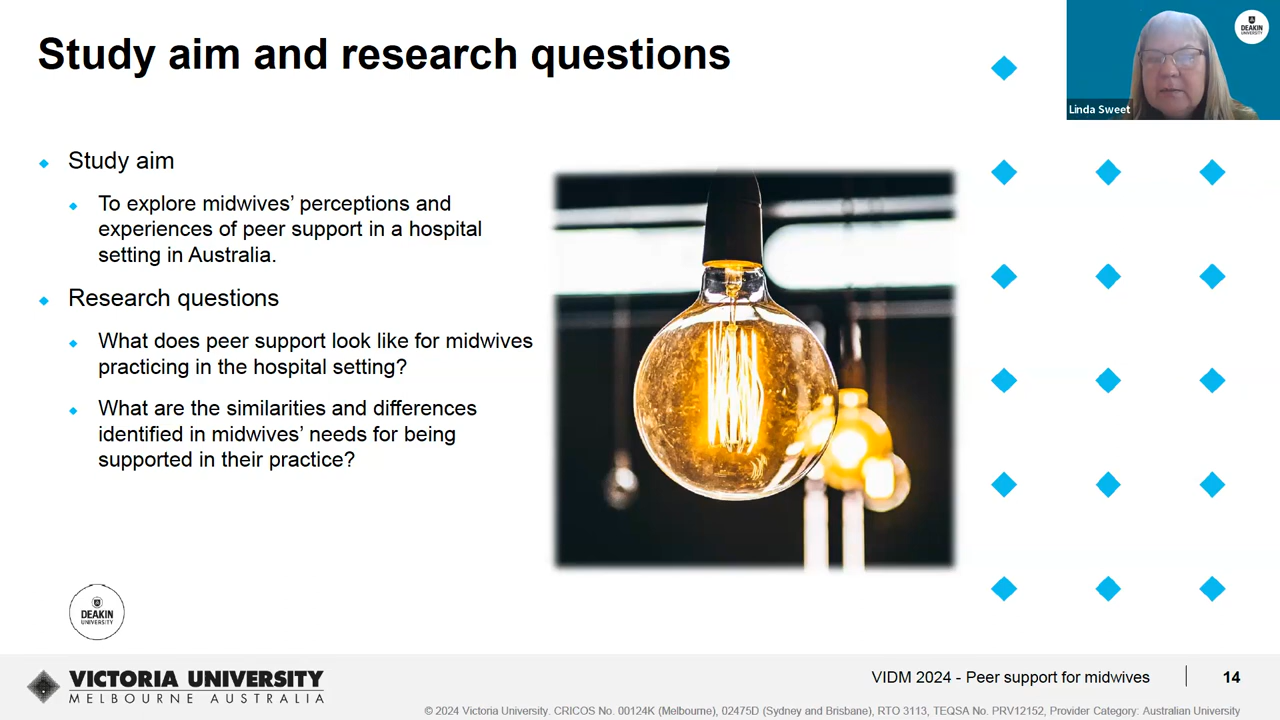 Study aim and research questions
DEAKIN
UNIVERSITY
Linda Sweet
Study aim
To explore midwives’ perceptions and
experiences of peer support in a hospital
setting in Australia.
Research questions
What does peer support look like for midwives
practicing in the hospital setting?
What are the similarities and differences
identified in midwives’ needs for being
supported in their practice?
DEAKIN
UNIVERSITY
VICTORIA UNIVERSITY
MELBOURNE AUSTRALIA
VIDM 2024 - Peer support for midwives
14
© 2024 Victoria University. CRICOS No. 00124K (Melbourne), 02475D (Sydney and Brisbane), RTO 3113, TEQSA No. PRV12152, Provider Category: Australian University